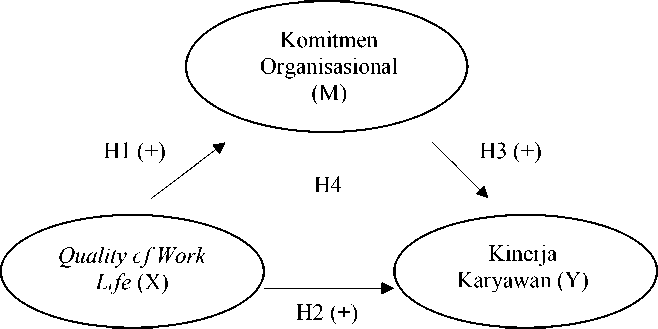 Komitmen
Organisasional
(M)
H1 (+)
H3 (+)
H4
Quality of Work
Life (X)
Kinerja
Karyawan (Y)
H2 (+)